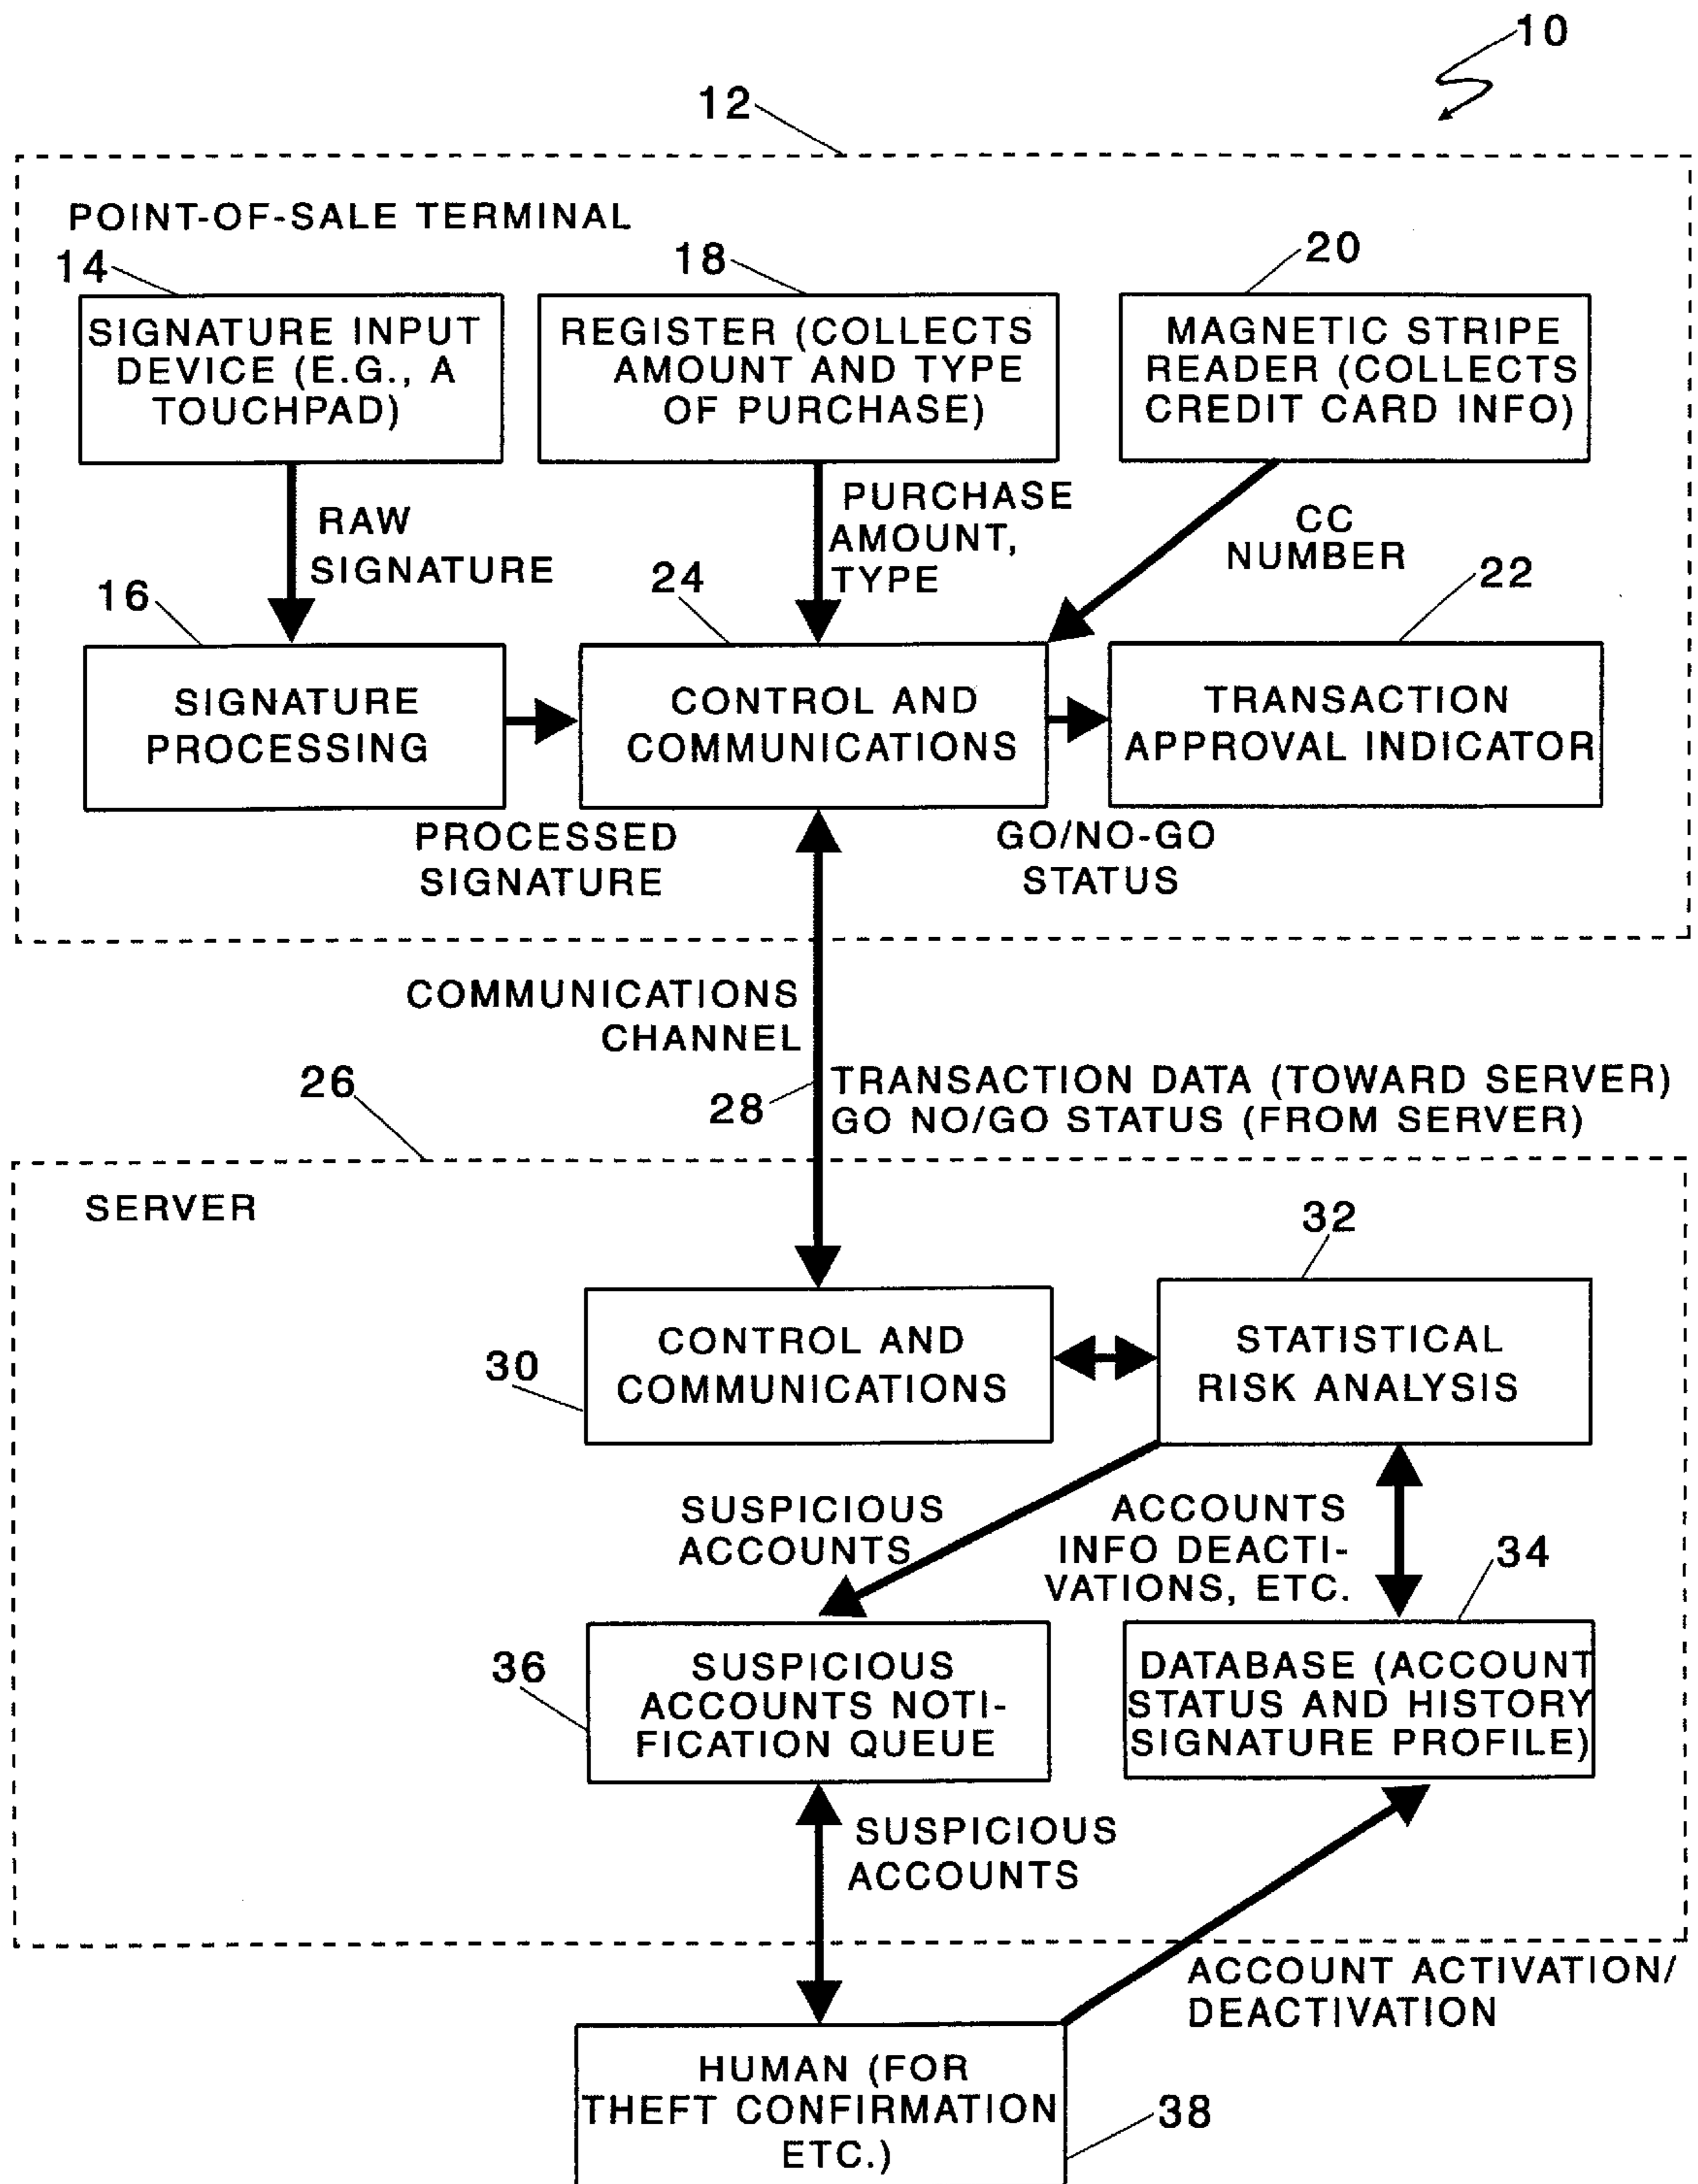 10
12
POINT-OF-SALE TERMINAL
14
18
20
SIGNATURE INPUT
DEVICE (E.G., A
TOUCHPAD)
REGISTER (COLLECTS
AMOUNT AND TYPE
OF PURCHASE)
MAGNETIC STRIPE
READER (COLLECTS
CREDIT CARD INFO)
RAW
SIGNATURE
PURCHASE
AMOUNT,
TYPE
CC
NUMBER
16
24
22
SIGNATURE
PROCESSING
CONTROL AND
COMMUNICATIONS
TRANSACTION
APPROVAL INDICATOR
PROCESSED
SIGNATURE
GO/NO-GO
STATUS
COMMUNICATIONS
CHANNEL
26
28
TRANSACTION DATA (TOWARD SERVER)
GO NO/GO STATUS (FROM SERVER)
SERVER
32
30
CONTROL AND
COMMUNICATIONS
STATISTICAL
RISK ANALYSIS
SUSPICIOUS
ACCOUNTS
ACCOUNTS
INFO DEACTI-
VATIONS, ETC.
34
36
SUSPICIOUS
ACCOUNTS NOTI-
FICATION QUEUE
DATABASE (ACCOUNT
STATUS AND HISTORY
SIGNATURE PROFILE)
SUSPICIOUS
ACCOUNTS
ACCOUNT ACTIVATION/
DEACTIVATION
HUMAN (FOR
THEFT CONFIRMATION
ETC.)
38